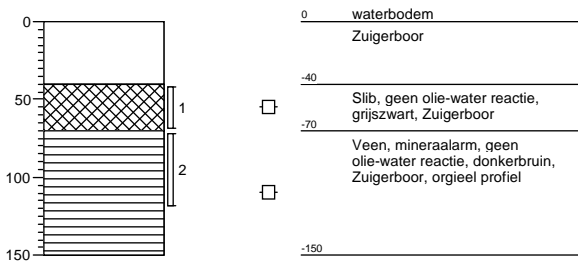 0
50
100
150
1
2
0 waterbodem
Zuigerboor
-40
Slib, geen olie-water reactie,
grijszwart, Zuigerboor
-70
Veen, mineraalarm, geen
olie-water reactie, donkerbruin,
Zuigerboor, orgieel profiel
-150